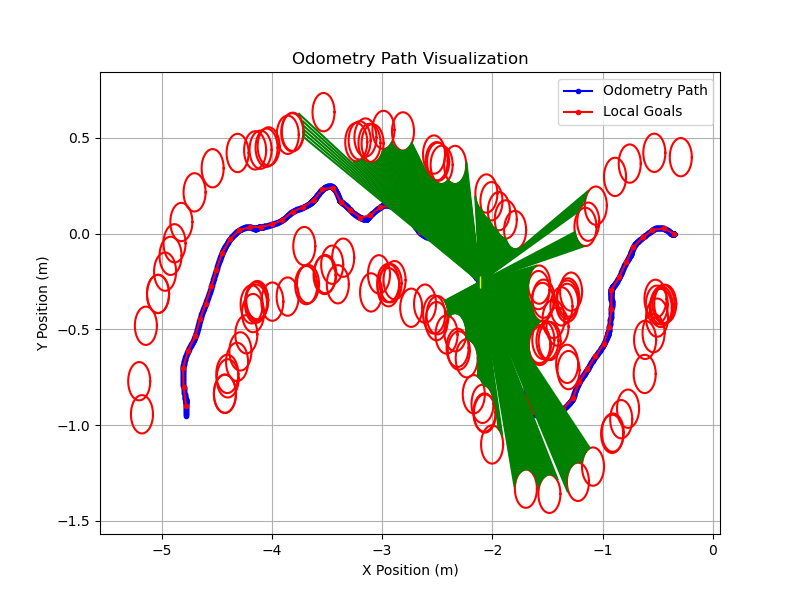 Odometry Path Visualization
Odometry Path
Local Goals
Y Position (m)
0.5
0.0
−0.5
−1.0
−1.5
−5
−4
−3
−2
−1
0
X Position (m)